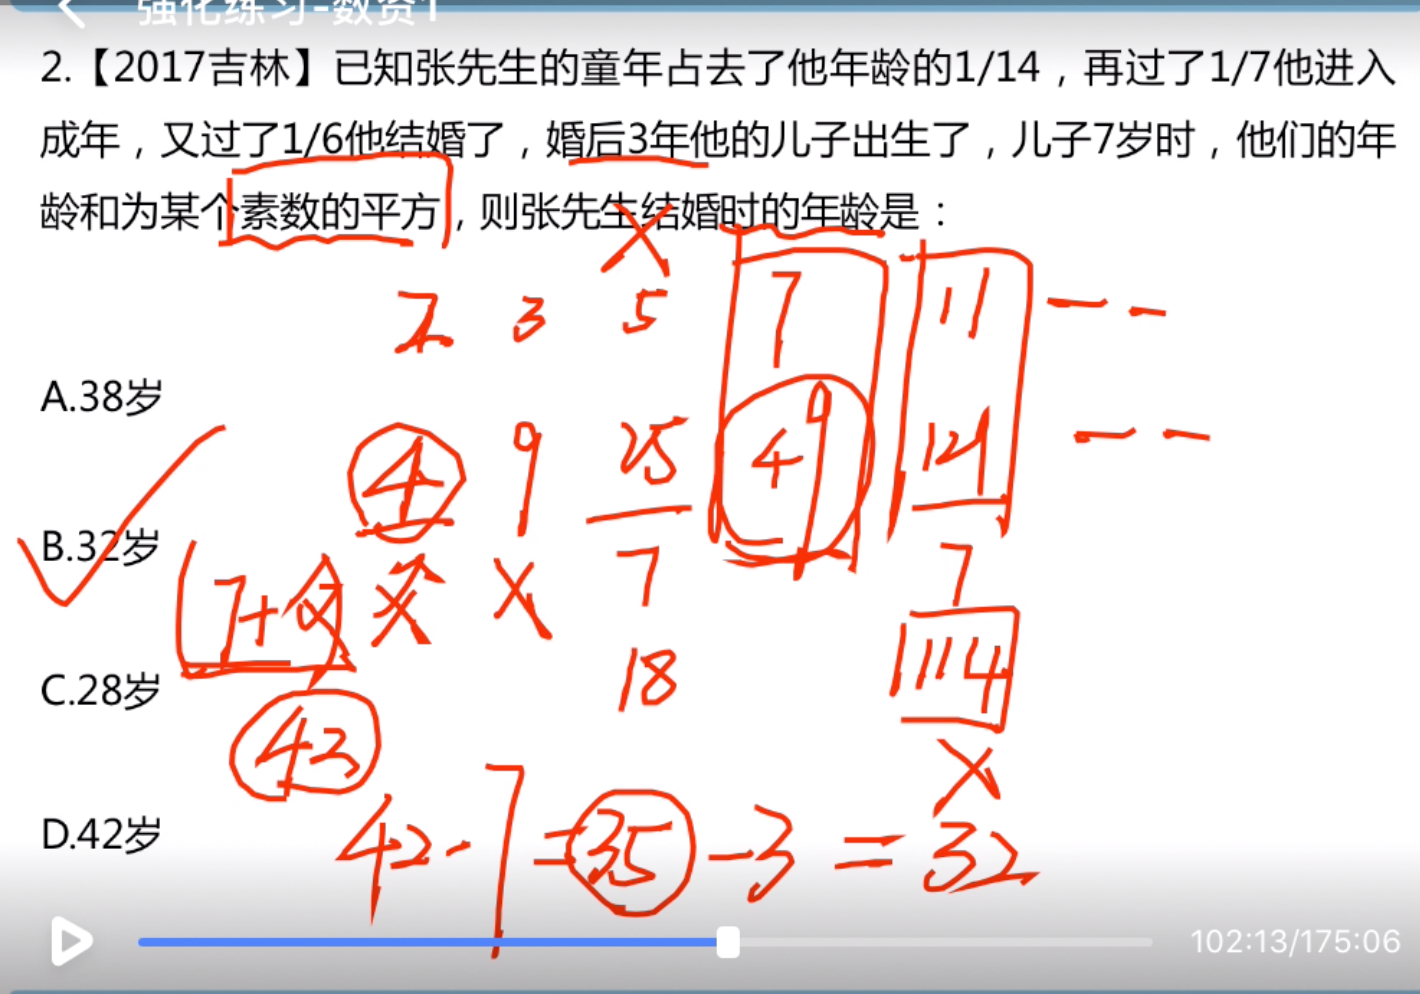 强化练习-数资1
2.【2017吉林】已知张先生的童年占去了他年龄的1/14，再过了1/7他进入
成年，又过了1/6他结婚了，婚后3年他的儿子出生了，儿子7岁时，他们的年
龄和为某个素数的平方，则张先生结婚时的年龄是：
2 3 5 7 11
A.38岁
4 9 25 49 121
B.32岁
7 7
7+
18 114
C.28岁
42
D.42岁
42-7=35-3=32
102:13/175:06